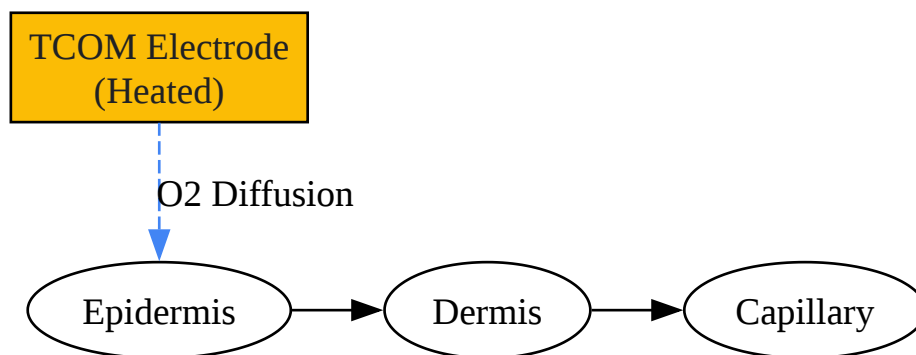 TCOM Electrode
(Heated)
O2 Diffusion
Epidermis
Dermis
Capillary